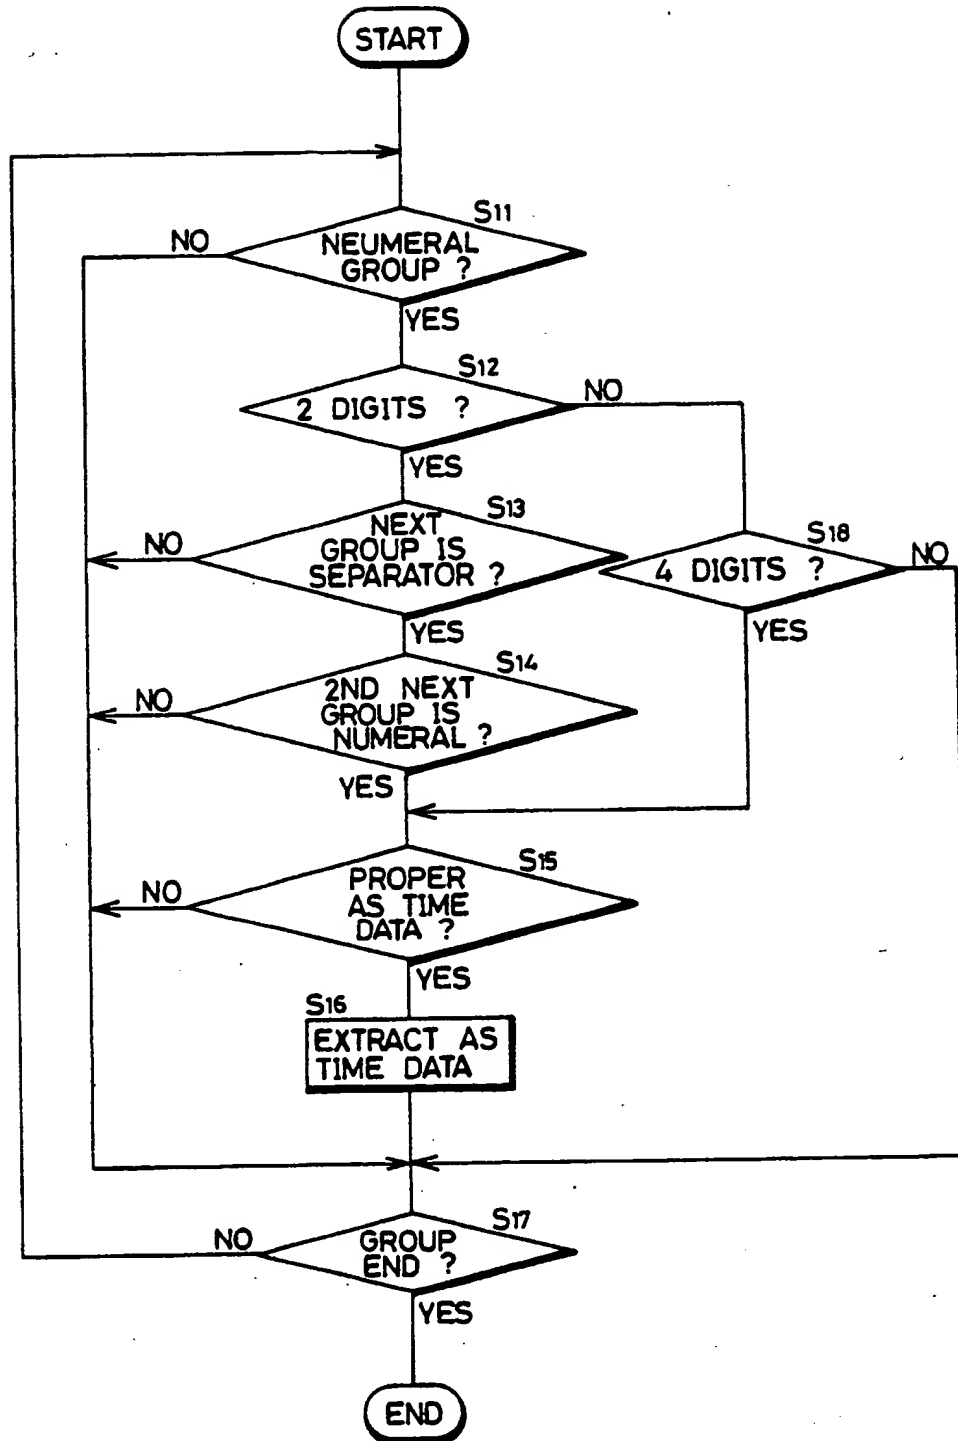 START
S11
NO
NEUMERAL
GROUP ?
YES
S12
2 DIGITS ?
NO
YES
S13
NO
NEXT
GROUP IS
SEPARATOR ?
YES
S18
4 DIGITS ?
NO
YES
S14
NO
2ND NEXT
GROUP IS
NUMERAL ?
YES
S15
NO
PROPER
AS TIME
DATA ?
YES
S16
EXTRACT AS
TIME DATA
S17
NO
GROUP
END ?
YES
END